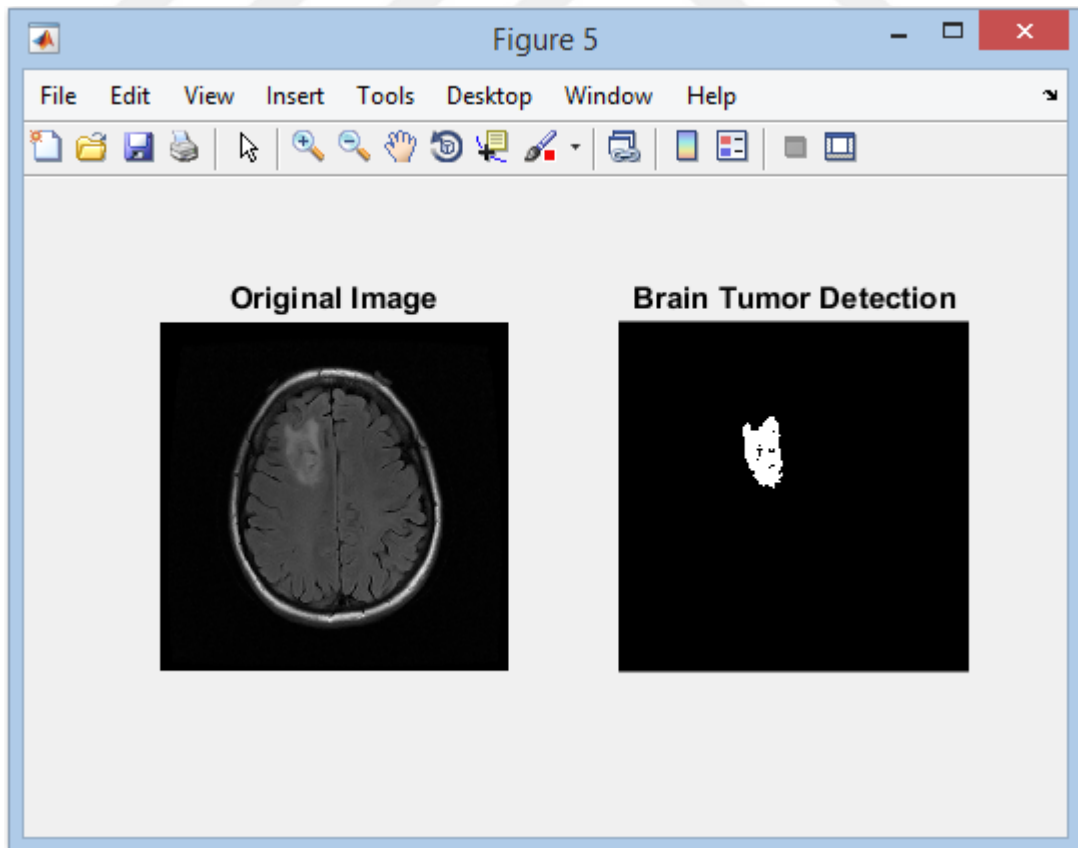 Figure 5
File Edit View Insert Tools Desktop Window Help
Original Image
Brain Tumor Detection